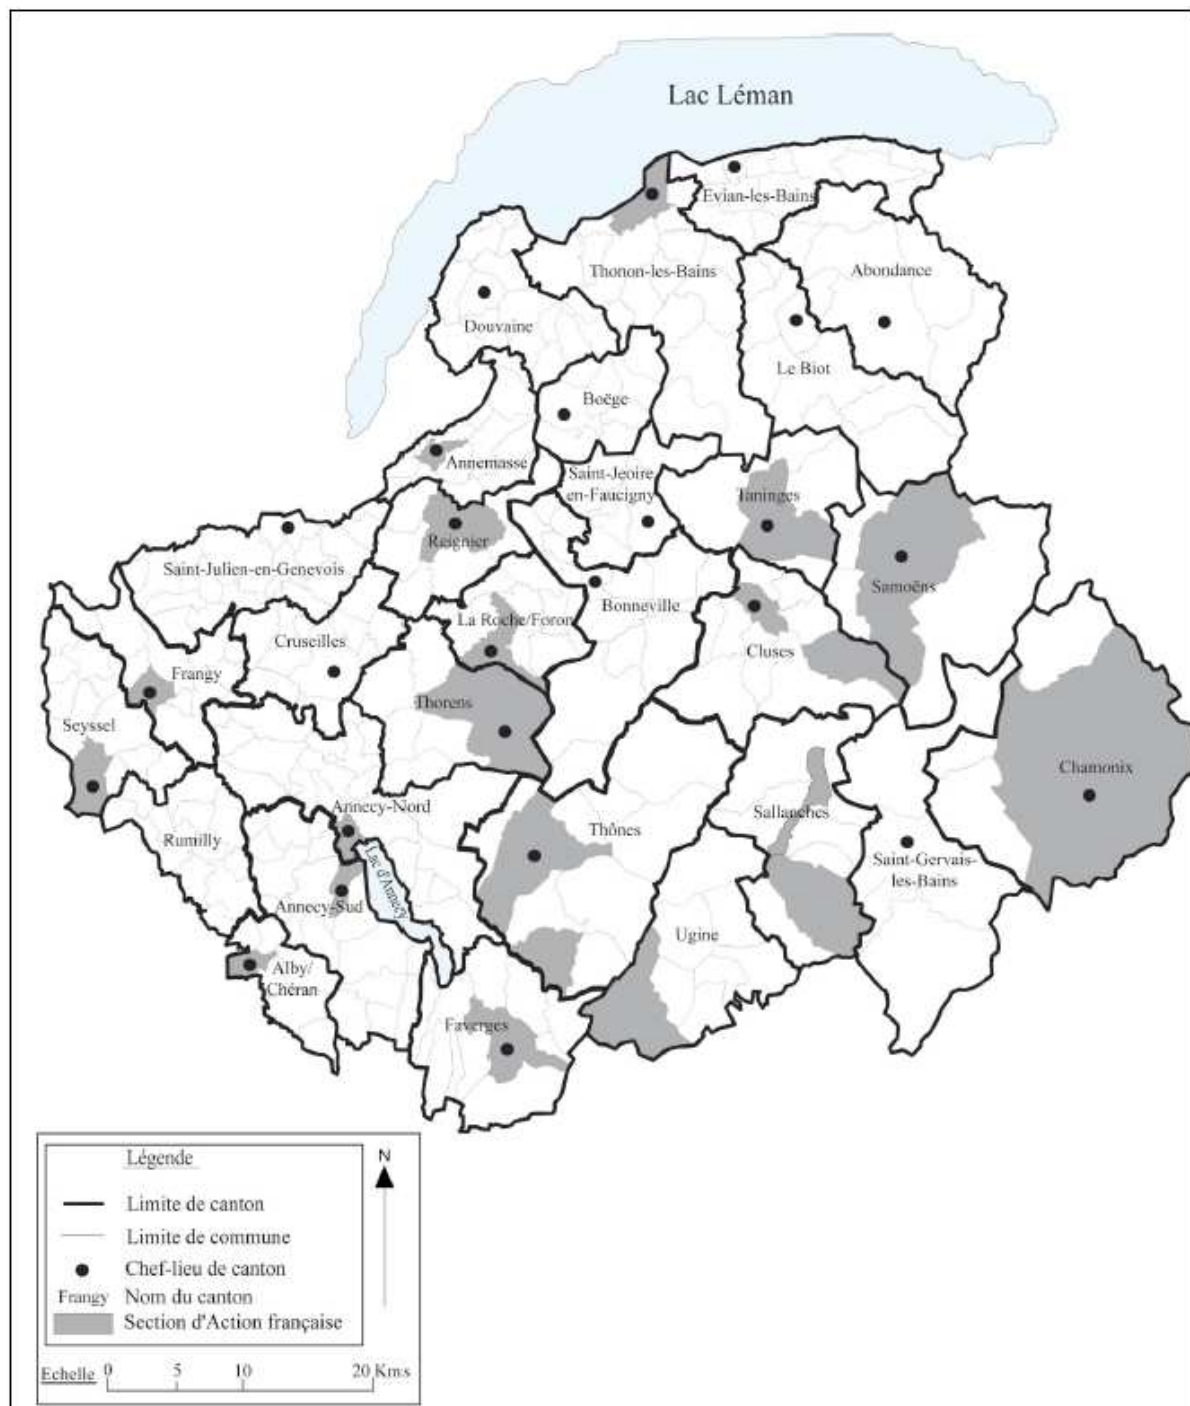 Lac Léman
Evian-les-Bains
Thonon-les-Bains
Abondance
Douvaine
Le Biot
Boëge
Annemasse
Saint-Jeoire
en-Faucigny
Taninges
Reignier
Saint-Julien-en-Genevois
Samoëns
La Roche/Foron
Bonneville
Cruseilles
Cluses
Frangy
Thorens
Seyssel
Chamonix
Annecy-Nord
Sallanches
Thônes
Rumilly
Lac d'Annecy
Saint-Gervais-
les-Bains
Annecy-Sud
Ugine
Alby/
Chéran
Faverges
Légende
N
Limite de canton
Limite de commune
Chef-lieu de canton
Frangy Nom du canton
Section d'Action française
Echelle 0 5 10 20 Kms